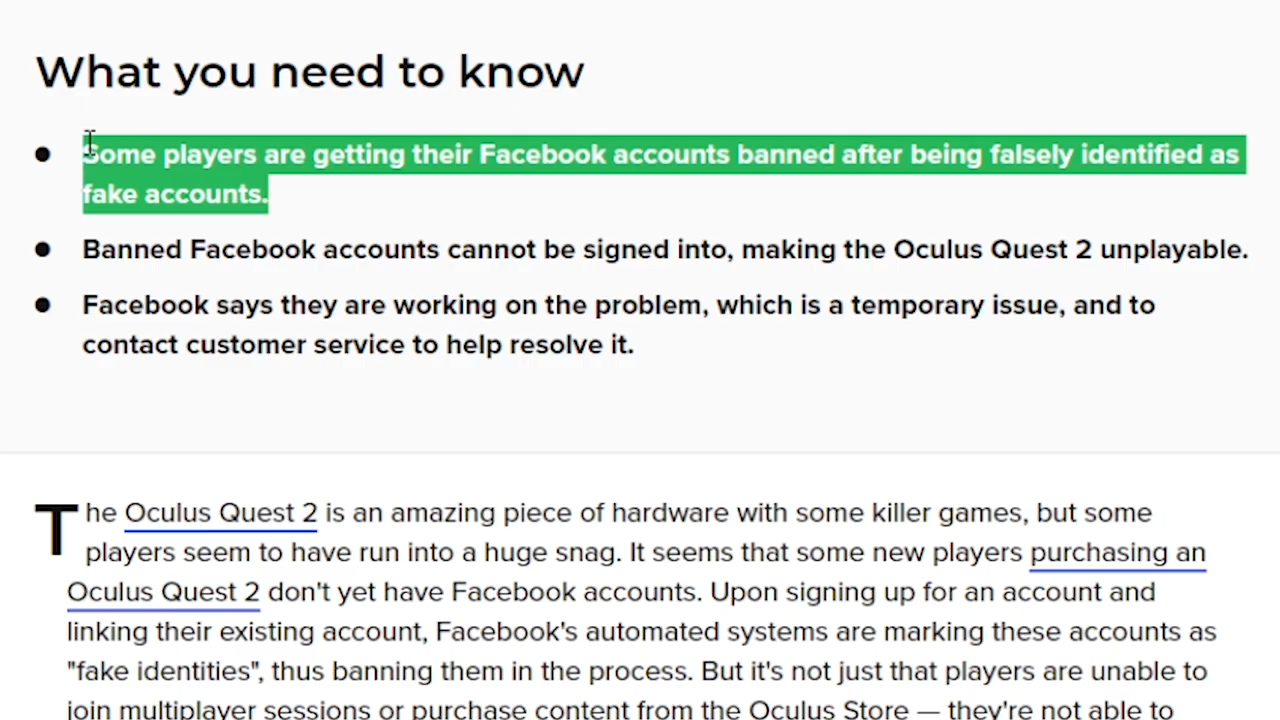 What you need to know
Some players are getting their Facebook accounts banned after being falsely identified as
fake accounts.
Banned Facebook accounts cannot be signed into, making the Oculus Quest 2 unplayable.
Facebook says they are working on the problem, which is a temporary issue, and to
contact customer service to help resolve it.
The Oculus Quest 2 is an amazing piece of hardware with some killer games, but some
players seem to have run into a huge snag. It seems that some new players purchasing an
Oculus Quest 2 don't yet have Facebook accounts. Upon signing up for an account and
linking their existing account, Facebook's automated systems are marking these accounts as
"fake identities", thus banning them in the process. But it's not just that players are unable to
join multiplayer sessions or purchase content from the Oculus Store — they're not able to